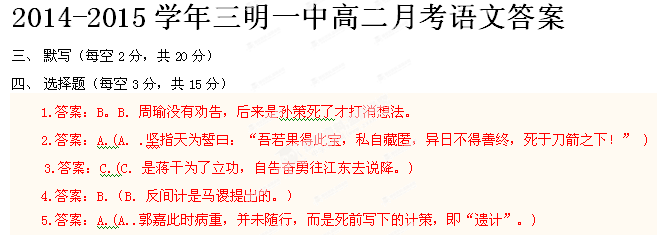 2014-2015 学年三明一中高二月考语文答案
三、 默写（每空 2 分，共 20 分）
四、 选择题（每空 3 分，共 15 分）
1.答案：B。B. 周瑜没有劝告，后来是孙策死了才打消想法。
2.答案：A.(A. .坚指天为誓曰：“吾若果得此宝，私自藏匿，异日不得善终，死于刀箭之下！” )
3.答案：C.(C. 是蒋干为了立功，自告奋勇往江东去说降。)
4.答案：B.（B. 反间计是马谡提出的。)
5.答案：A.(A..郭嘉此时病重，并未随行，而是死前写下的计策，即“遗计”。)